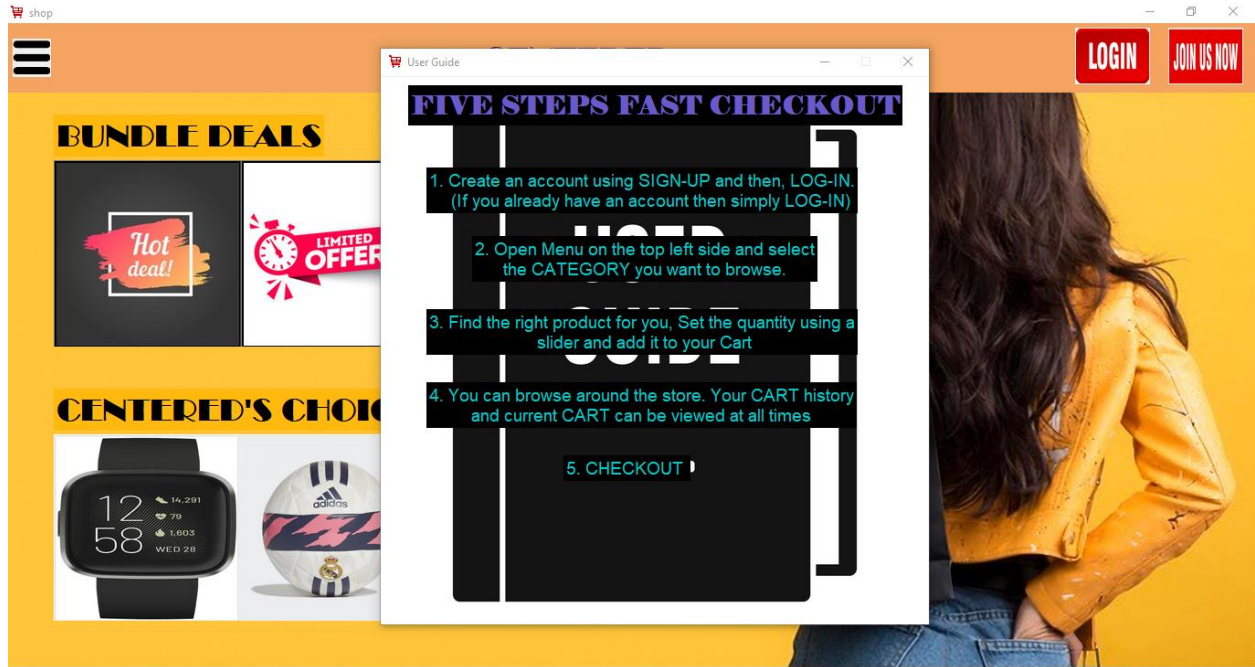 shop
LOGIN
JOIN US NOW
User Guide
FIVE STEPS FAST CHECKOUT
1. Create an account using SIGN-UP and then, LOG-IN.
(If you already have an account then simply LOG-IN)
2. Open Menu on the top left side and select
the CATEGORY you want to browse.
3. Find the right product for you, Set the quantity using a
slider and add it to your Cart
4. You can browse around the store. Your CART history
and current CART can be viewed at all times
5. CHECKOUT
BUNDLE DEALS
Hot
deal!
LIMITED
OFFER
CENTERED'S CHOIC
12
58
14,291
79
1,603
WED 28
adidas